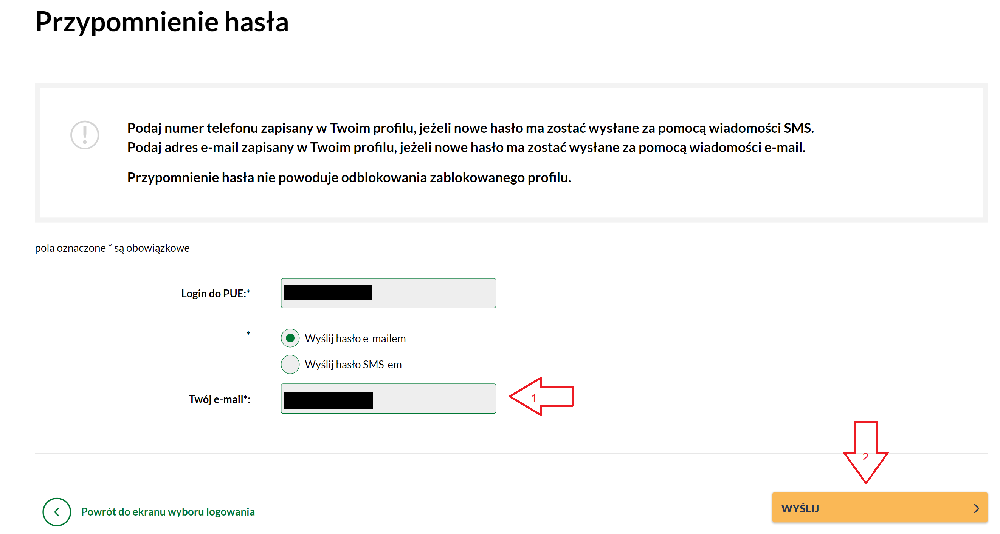 Przypomnienie hasła
Podaj numer telefonu zapisany w Twoim profilu, jeżeli nowe hasło ma zostać wysłane za pomocą wiadomości SMS.
Podaj adres e-mail zapisany w Twoim profilu, jeżeli nowe hasło ma zostać wysłane za pomocą wiadomości e-mail.
Przypomnienie hasła nie powoduje odblokowania zablokowanego profilu.
pola oznaczone * są obowiązkowe
Login do PUE:*
* Wyślij hasło e-mailem
Wyślij hasło SMS-em
Twój e-mail*:
1
2
Powrót do ekranu wyboru logowania
WYŚLIJ